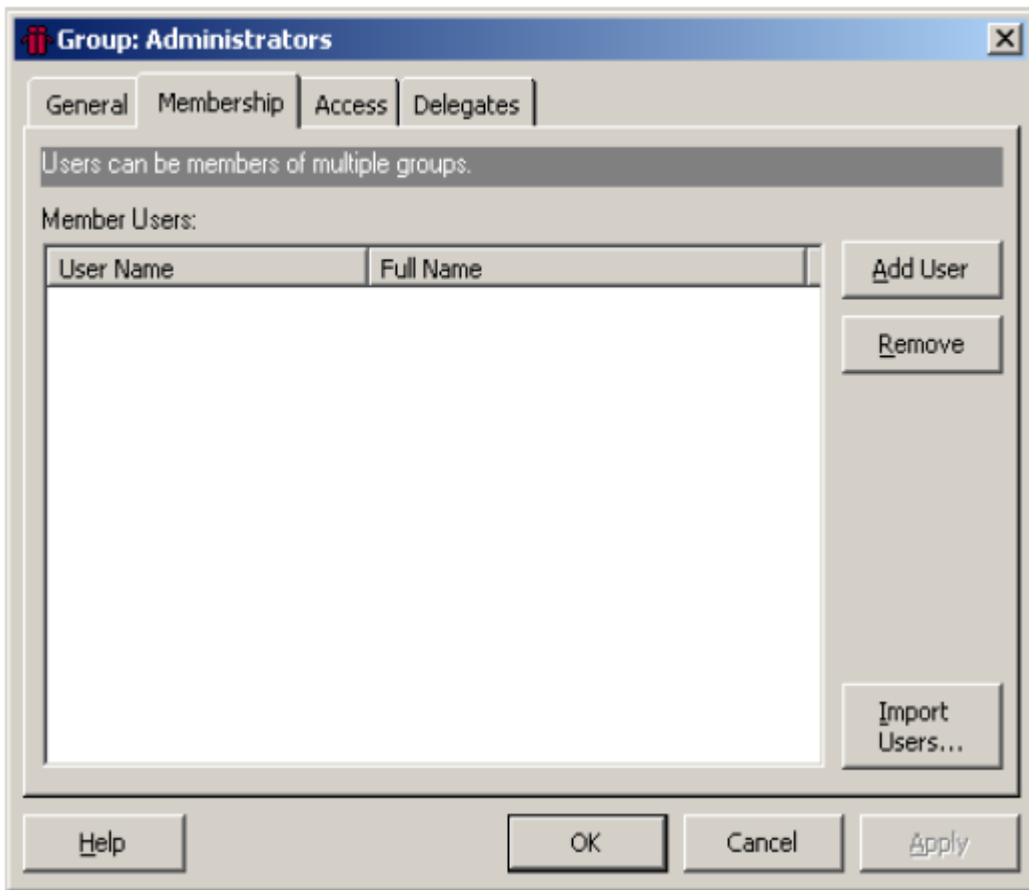 Group: Administrators
General Membership Access Delegates
Users can be members of multiple groups.
Member Users:
User Name Full Name
Add User
Remove
Import
Users...
Help OK Cancel Apply